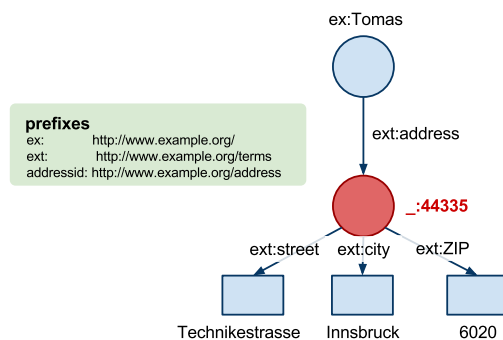 ex:Tomas
prefixes
ex: http://www.example.org/
ext: http://www.example.org/terms
addressid: http://www.example.org/address
ext:address
_:44335
ext:street ext:city ext:ZIP
Technikestrasse Innsbruck 6020